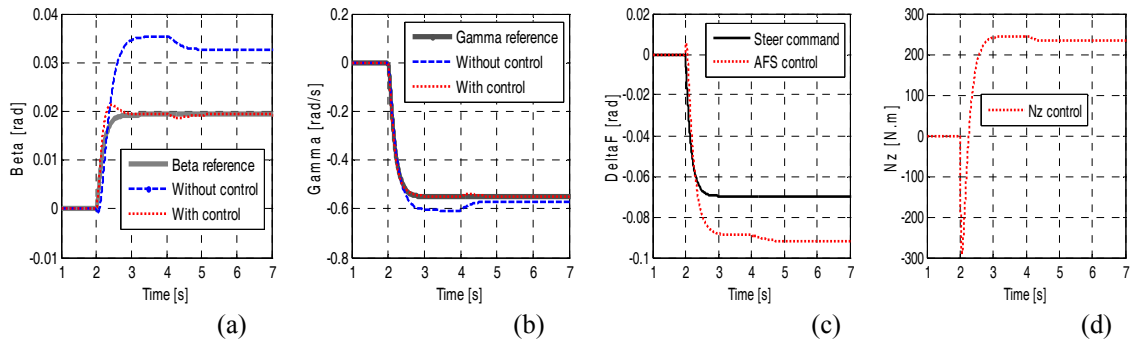 0.04
0.03
0.02
0.01
0
-0.01
Beta [rad]
Beta reference
Without control
With control
1 2 3 4 5 6 7
Time [s]
(a)
0.2
0
-0.2
-0.4
-0.6
-0.8
Gamma [rad/s]
Gamma reference
Without control
With control
1 2 3 4 5 6 7
Time [s]
(b)
0.02
0
-0.02
-0.04
-0.06
-0.08
-0.1
DeltaF [rad]
Steer command
AFS control
1 2 3 4 5 6 7
Time [s]
(c)
300
200
100
0
-100
-200
-300
Nz [N.m]
Nz control
1 2 3 4 5 6 7
Time [s]
(d)